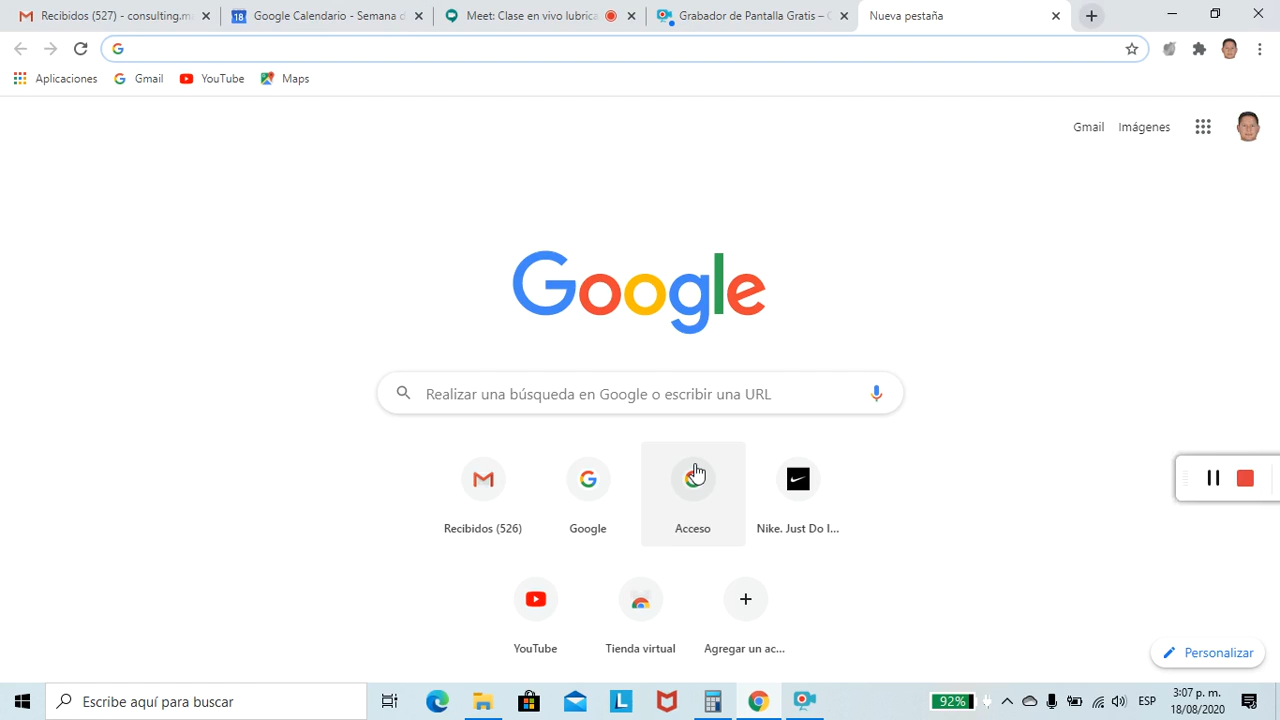 Recibidos (527) - consulting.m
18 Google Calendario - Semana
Meet: Clase en vivo lubrica
Grabador de Pantalla Gratis –
Nueva pestaña
Aplicaciones
Gmail
YouTube
Maps
Gmail
Imágenes
Google
Realizar una búsqueda en Google o escribir una URL
Recibidos (526)
Google
Acceso
Nike. Just Do I...
YouTube
Tienda virtual
Agregar un ac...
Personalizar
Escribe aquí para buscar
L
92%
ESP
3:07 p. m.
18/08/2020